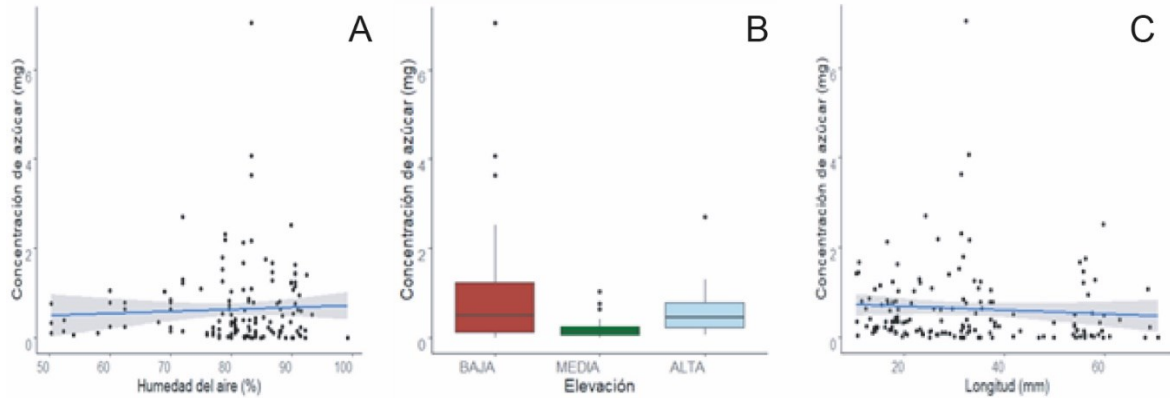 A
Concentración de azúcar (mg)
6
4
2
0
50
60
70
80
90
100
Humedad del aire (%)
B
Concentración de azúcar (mg)
6
4
2
0
BAJA
MEDIA
ALTA
Elevación
C
Concentración de azúcar (mg)
6
4
2
0
20
40
60
Longitud (mm)